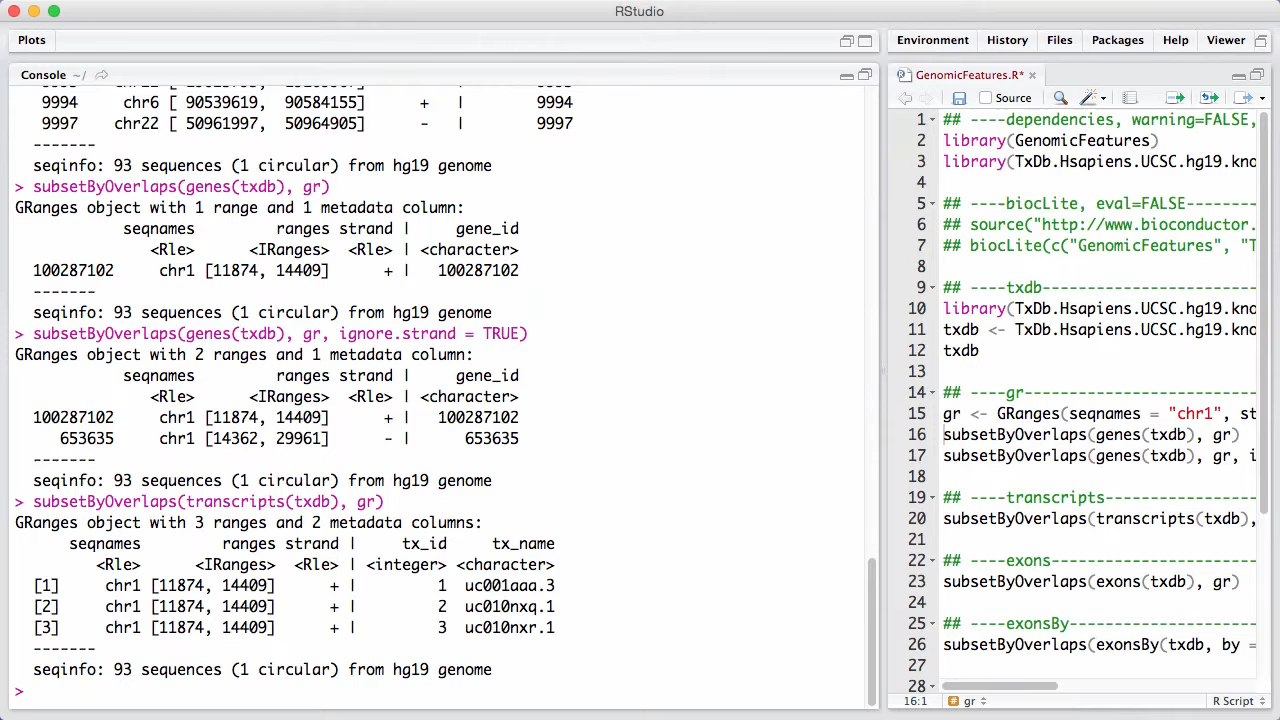 RStudio
Plots
Console ~/
9994 chr6 [ 90539619, 90584155] + | 9994
9997 chr22 [ 50961997, 50964905] - | 9997
-------
seqinfo: 93 sequences (1 circular) from hg19 genome
> subsetByOverlaps(genes(txdb), gr)
GRanges object with 1 range and 1 metadata column:
seqnames ranges strand | gene_id
<Rle> <IRanges> <Rle> | <character>
100287102 chr1 [11874, 14409] + | 100287102
-------
seqinfo: 93 sequences (1 circular) from hg19 genome
> subsetByOverlaps(genes(txdb), gr, ignore.strand = TRUE)
GRanges object with 2 ranges and 1 metadata column:
seqnames ranges strand | gene_id
<Rle> <IRanges> <Rle> | <character>
100287102 chr1 [11874, 14409] + | 100287102
653635 chr1 [14362, 29961] - | 653635
-------
seqinfo: 93 sequences (1 circular) from hg19 genome
> subsetByOverlaps(transcripts(txdb), gr)
GRanges object with 3 ranges and 2 metadata columns:
seqnames ranges strand | tx_id tx_name
<Rle> <IRanges> <Rle> | <integer> <character>
[1] chr1 [11874, 14409] + | 1 uc001aaa.3
[2] chr1 [11874, 14409] + | 2 uc010nxq.1
[3] chr1 [11874, 14409] + | 3 uc010nxr.1
-------
seqinfo: 93 sequences (1 circular) from hg19 genome
>
Environment History Files Packages Help Viewer
GenomicFeatures.R*
Source
1 ## ----dependencies, warning=FALSE,
2 library(GenomicFeatures)
3 library(TxDb.Hsapiens.UCSC.hg19.kno
4
5 ## ----biocLite, eval=FALSE--------
6 ## source("http://www.bioconductor.
7 ## biocLite(c("GenomicFeatures", "T
8
9 ## ----txdb------------------------
10 library(TxDb.Hsapiens.UCSC.hg19.kno
11 txdb <- TxDb.Hsapiens.UCSC.hg19.kno
12 txdb
13
14 ## ----gr--------------------------
15 gr <- GRanges(seqnames = "chr1", st
16 subsetByOverlaps(genes(txdb), gr)
17 subsetByOverlaps(genes(txdb), gr, i
18
19 ## ----transcripts-----------------
20 subsetByOverlaps(transcripts(txdb),
21
22 ## ----exons-----------------------
23 subsetByOverlaps(exons(txdb), gr)
24
25 ## ----exonsBy---------------------
26 subsetByOverlaps(exonsBy(txdb, by =
27
28
16:1 gr R Script